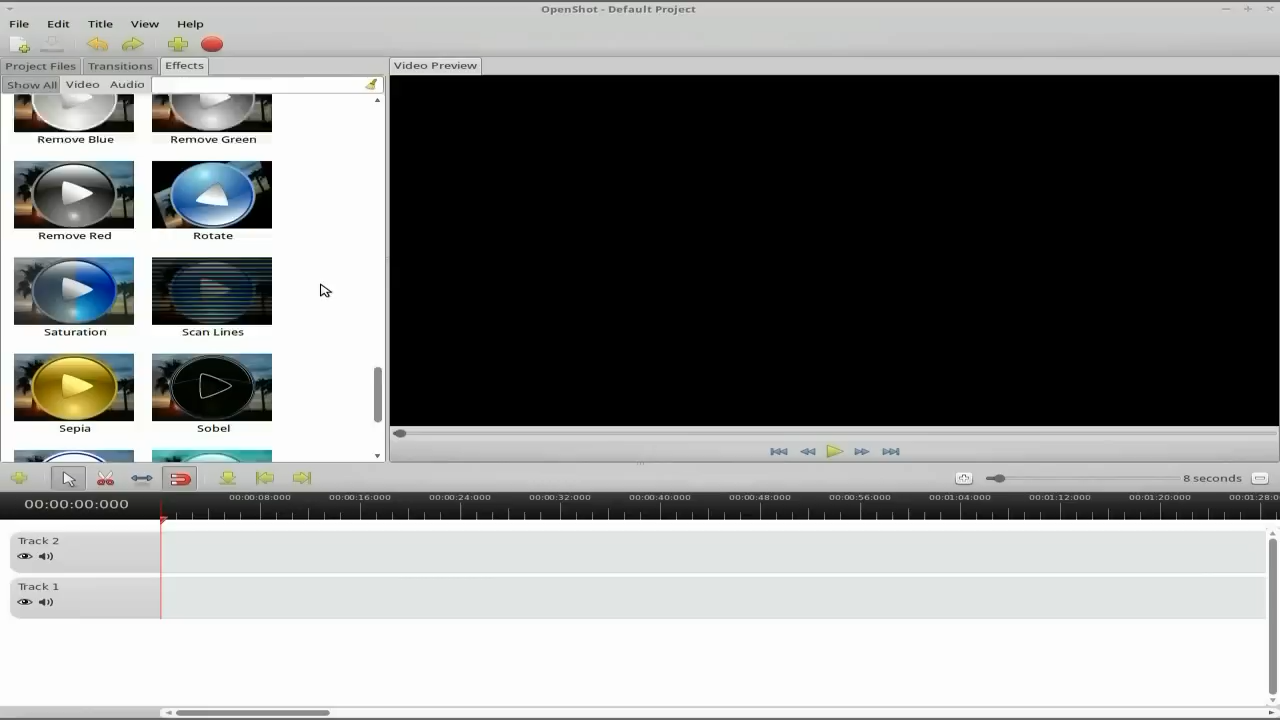 OpenShot - Default Project
File Edit Title View Help
Project Files Transitions Effects Video Preview
Show All Video Audio
Remove Blue Remove Green
Remove Red Rotate
Saturation Scan Lines
Sepia Sobel
8 seconds
00:00:00:000 00:00:08:000 00:00:16:000 00:00:24:000 00:00:32:000 00:00:40:000 00:00:48:000 00:00:56:000 00:01:04:000 00:01:12:000 00:01:20:000 00:01:28:0
Track 2
Track 1